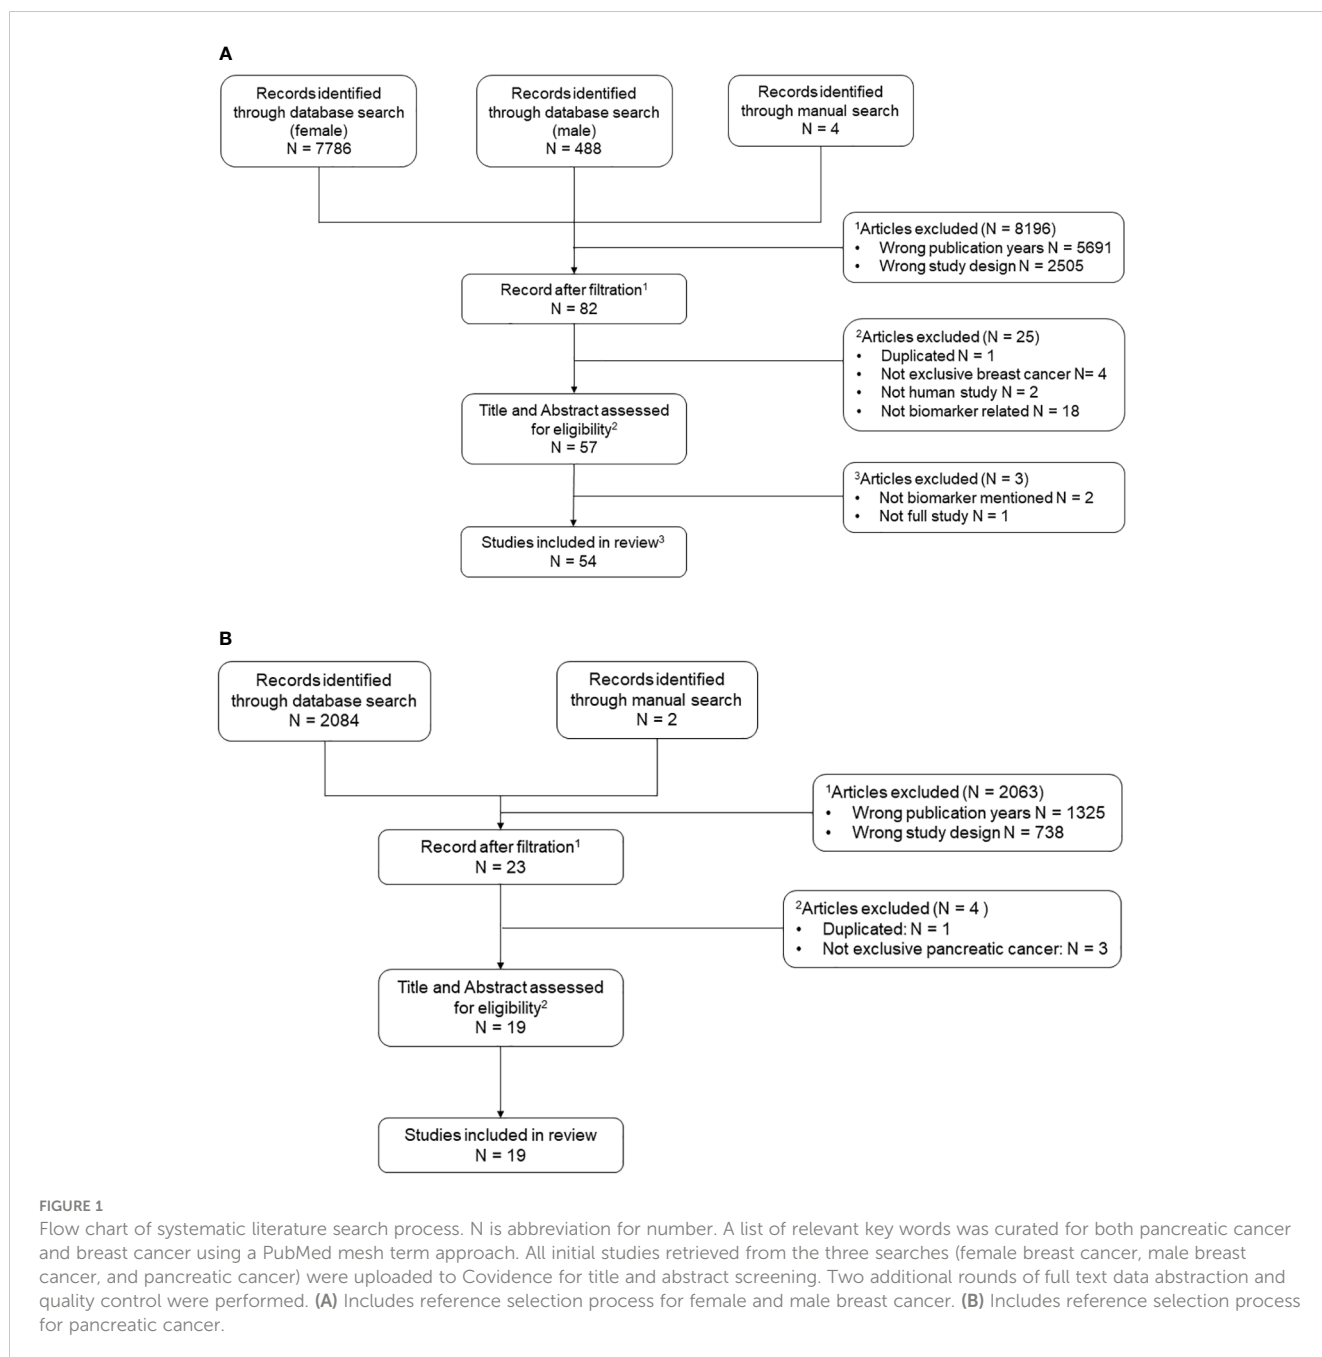 A
Records identified
through database search
(female)
N = 7786
Records identified
through database search
(male)
N = 488
Records identified
through manual search
N = 4
¹Articles excluded (N = 8196)
• Wrong publication years N = 5691
• Wrong study design N = 2505
Record after filtration¹
N = 82
²Articles excluded (N = 25)
• Duplicated N = 1
• Not exclusive breast cancer N= 4
• Not human study N = 2
• Not biomarker related N = 18
Title and Abstract assessed
for eligibility²
N = 57
³Articles excluded (N = 3)
• Not biomarker mentioned N = 2
• Not full study N = 1
Studies included in review³
N = 54
B
Records identified
through database search
N = 2084
Records identified
through manual search
N = 2
¹Articles excluded (N = 2063)
• Wrong publication years N = 1325
• Wrong study design N = 738
Record after filtration¹
N = 23
²Articles excluded (N = 4 )
• Duplicated: N = 1
• Not exclusive pancreatic cancer: N = 3
Title and Abstract assessed
for eligibility²
N = 19
Studies included in review
N = 19
FIGURE 1
Flow chart of systematic literature search process. N is abbreviation for number. A list of relevant key words was curated for both pancreatic cancer
and breast cancer using a PubMed mesh term approach. All initial studies retrieved from the three searches (female breast cancer, male breast
cancer, and pancreatic cancer) were uploaded to Covidence for title and abstract screening. Two additional rounds of full text data abstraction and
quality control were performed. (A) Includes reference selection process for female and male breast cancer. (B) Includes reference selection process
for pancreatic cancer.